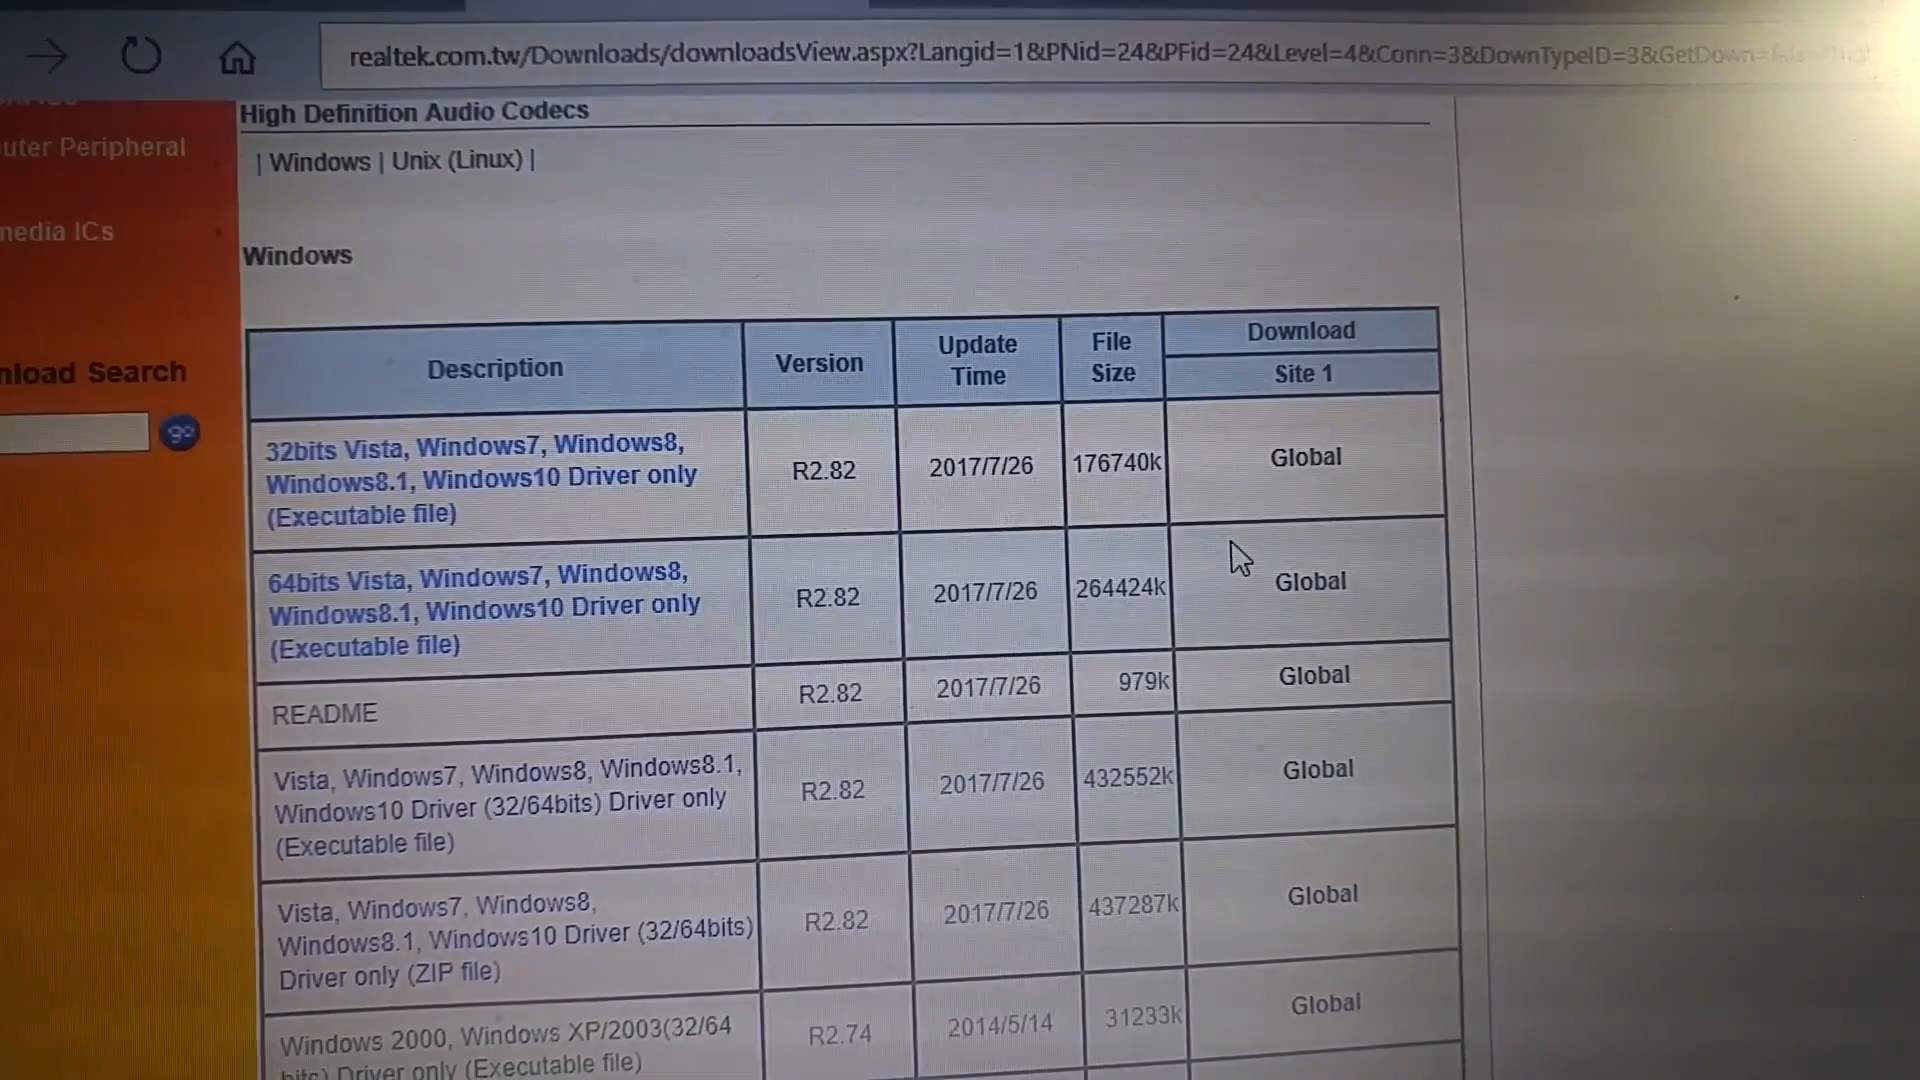 realtek.com.tw/Downloads/downloadsView.aspx?Langid=1&PNid=24&PFid=24&Level=4&Conn=3&DownTypeID=3&GetDown=
High Definition Audio Codecs
| Windows | Unix (Linux) |
uter Peripheral
media ICs
Windows
nload Search
go
Description
Version
Update
Time
File
Size
Download
Site 1
32bits Vista, Windows7, Windows8,
Windows8.1, Windows10 Driver only
(Executable file)
R2.82
2017/7/26
176740k
Global
64bits Vista, Windows7, Windows8,
Windows8.1, Windows10 Driver only
(Executable file)
R2.82
2017/7/26
264424k
Global
README
R2.82
2017/7/26
979k
Global
Vista, Windows7, Windows8, Windows8.1,
Windows10 Driver (32/64bits) Driver only
(Executable file)
R2.82
2017/7/26
432552k
Global
Vista, Windows7, Windows8,
Windows8.1, Windows10 Driver (32/64bits)
Driver only (ZIP file)
R2.82
2017/7/26
437287k
Global
Windows 2000, Windows XP/2003(32/64
bits) Driver only (Executable file)
R2.74
2014/5/14
31233k
Global